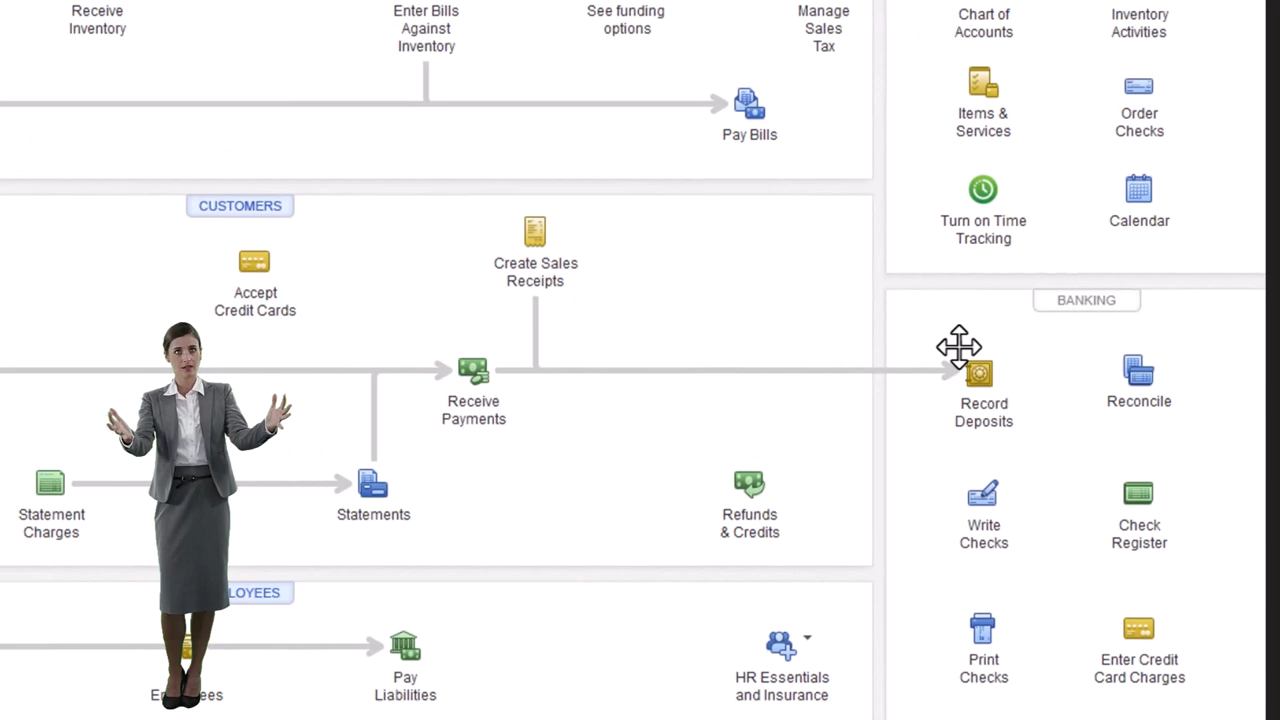 Receive
Inventory
Enter Bills
Against
Inventory
See funding
options
Manage
Sales
Tax
Chart of
Accounts
Inventory
Activities
Pay Bills
Items &
Services
Order
Checks
Turn on Time
Tracking
Calendar
CUSTOMERS
Accept
Credit Cards
Create Sales
Receipts
Receive
Payments
Statement
Charges
Statements
Refunds
& Credits
BANKING
Record
Deposits
Reconcile
Write
Checks
Check
Register
Print
Checks
Enter Credit
Card Charges
LOYEES
Pay
Liabilities
HR Essentials
and Insurance